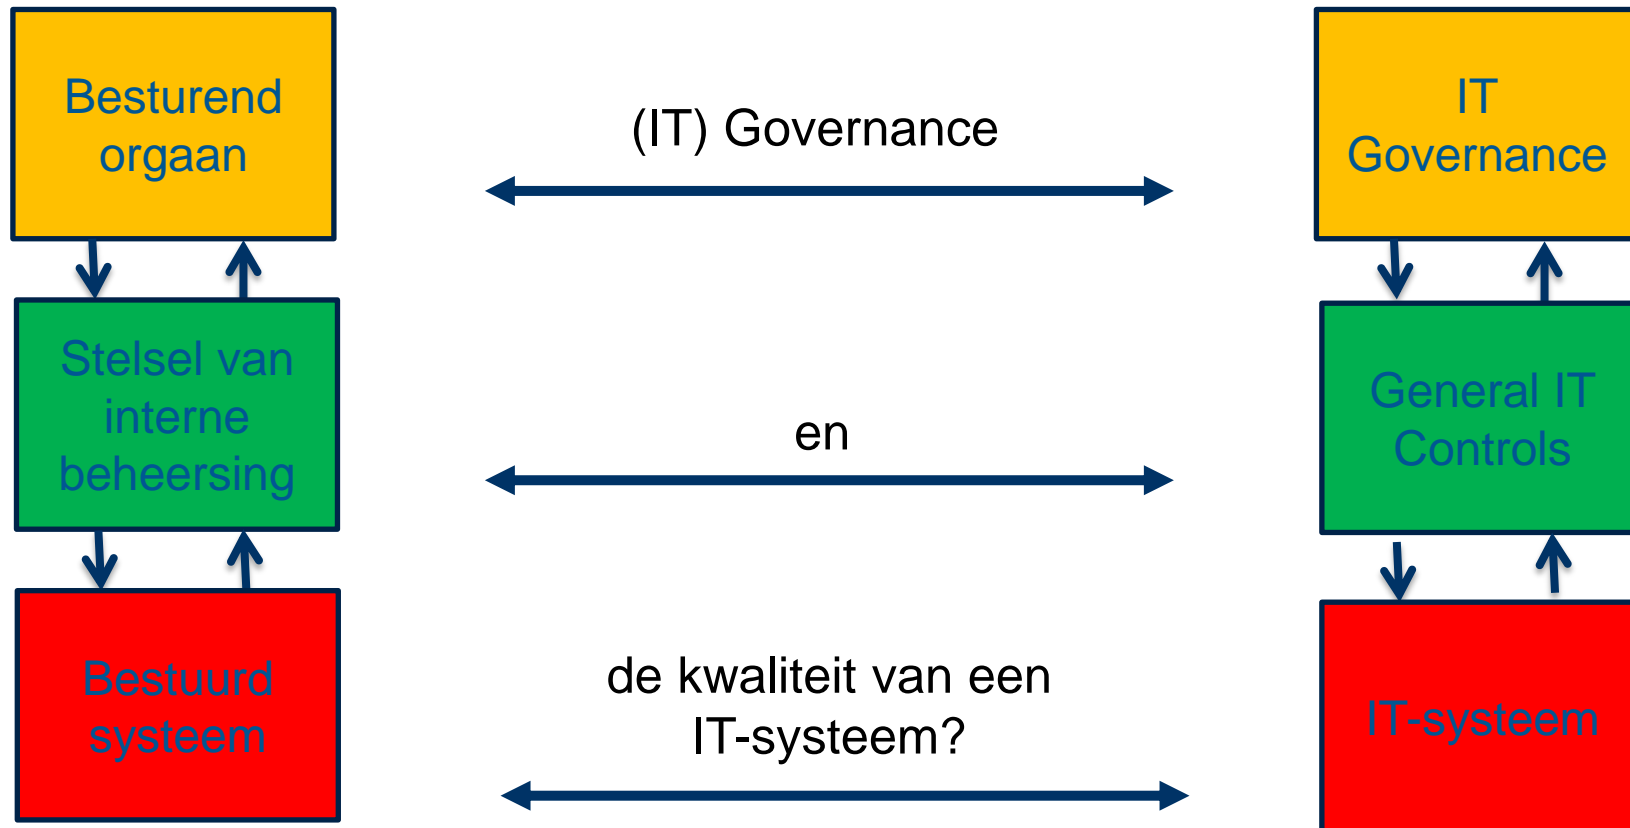 Besturend
orgaan
(IT) Governance
IT
Governance
Stelsel van
interne
beheersing
en
General IT
Controls
Bestuurd
systeem
de kwaliteit van een
IT-systeem?
IT-systeem